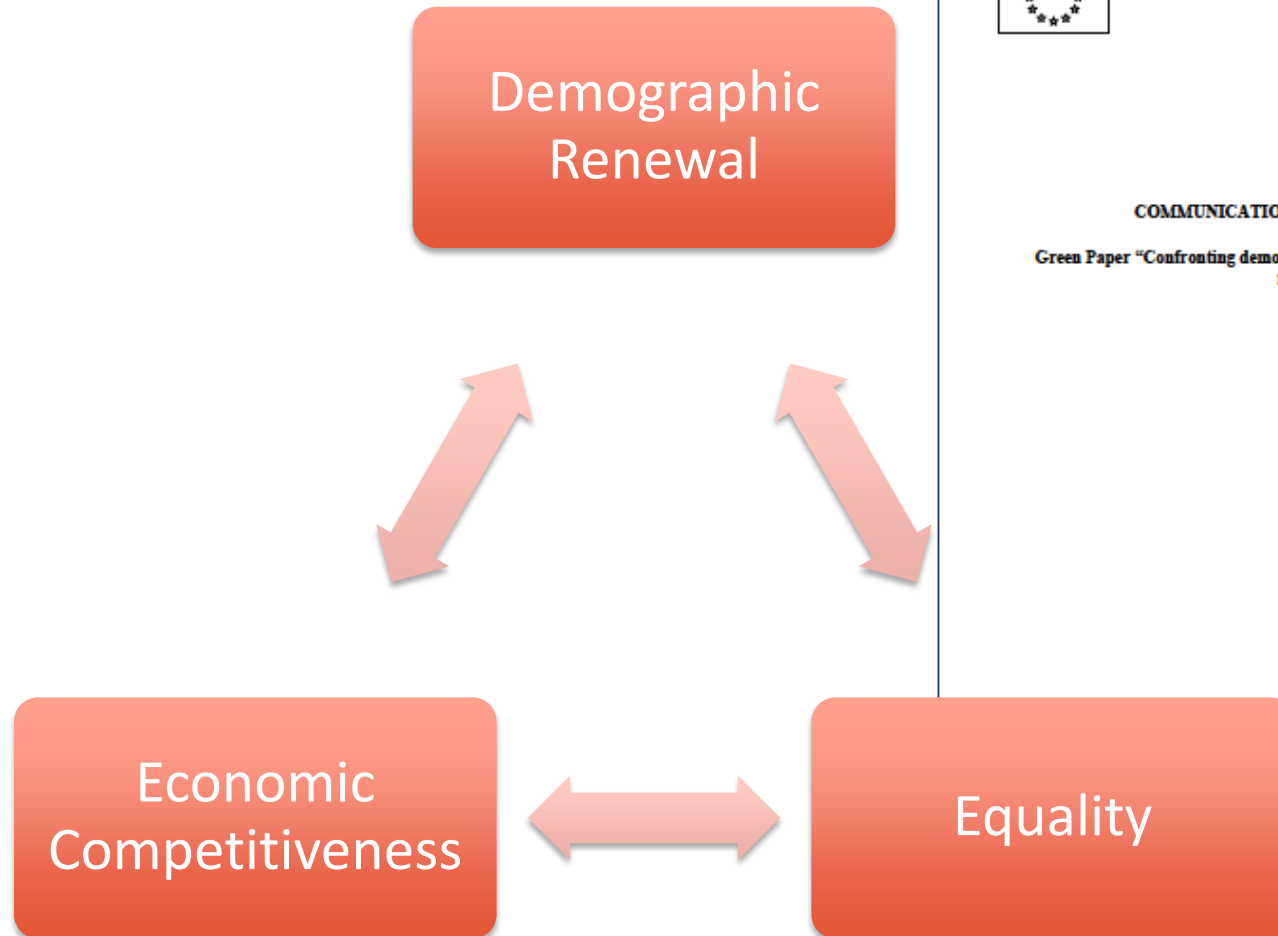 Demographic
Renewal
COMMUNICATIO
Green Paper “Confronting demo
Economic
Competitiveness
Equality